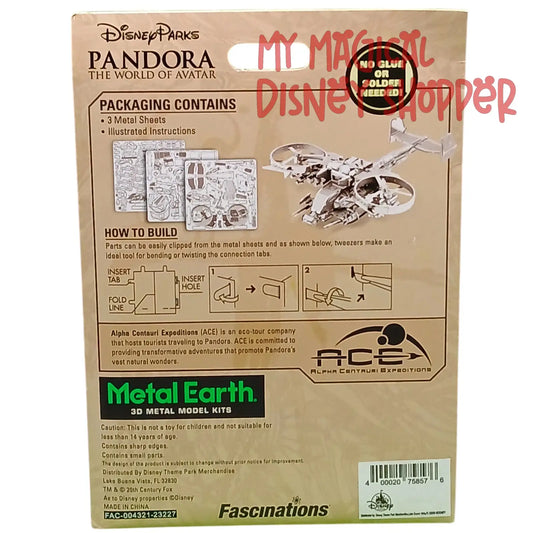 Disney Parks
PANDORA
THE WORLD OF AVATAR
MY MAGICAL
DISNEY SHOPPER
NO GLUE
OR
SOLDER
NEEDED!
PACKAGING CONTAINS
• 3 Metal Sheets
• Illustrated Instructions
HOW TO BUILD
Parts can be easily clipped from the metal sheets and as shown below, tweezers make an
ideal tool for bending or twisting the connection tabs.
INSERT
TAB
INSERT
HOLE
FOLD
LINE
1
2
Alpha Centauri Expeditions (ACE) is an eco-tour company
that hosts tourists traveling to Pandora. ACE is committed to
providing transformative adventures that promote Pandora's
vast natural wonders.
ACE
ALPHA CENTAURI EXPEDITIONS
Metal Earth
3D METAL MODEL KITS
Caution: This is not a toy for children and not suitable for
less than 14 years of age.
Contains sharp edges.
Contains small parts.
The design of the product is subject to change without prior notice for improvement.
Distributed By Disney Theme Park Merchandise
Lake Buena Vista, FL 32830
TM & © 20th Century Fox
As to Disney properties ©Disney
MADE IN CHINA
FAC-004321-23227
Fascinations
4 00020 75857 6
Disney